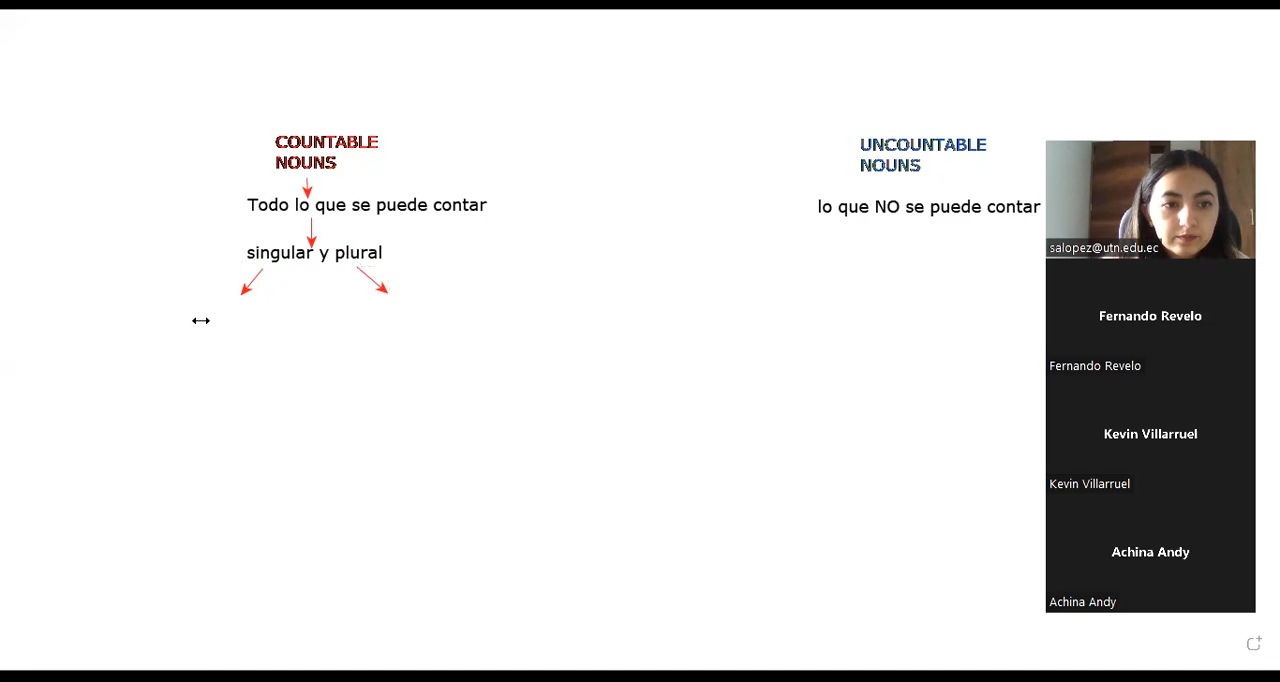 COUNTABLE
NOUNS
Todo lo que se puede contar
singular y plural
UNCOUNTABLE
NOUNS
lo que NO se puede contar
salopez@utn.edu.ec
Fernando Revelo
Fernando Revelo
Kevin Villarruel
Kevin Villarruel
Achina Andy
Achina Andy